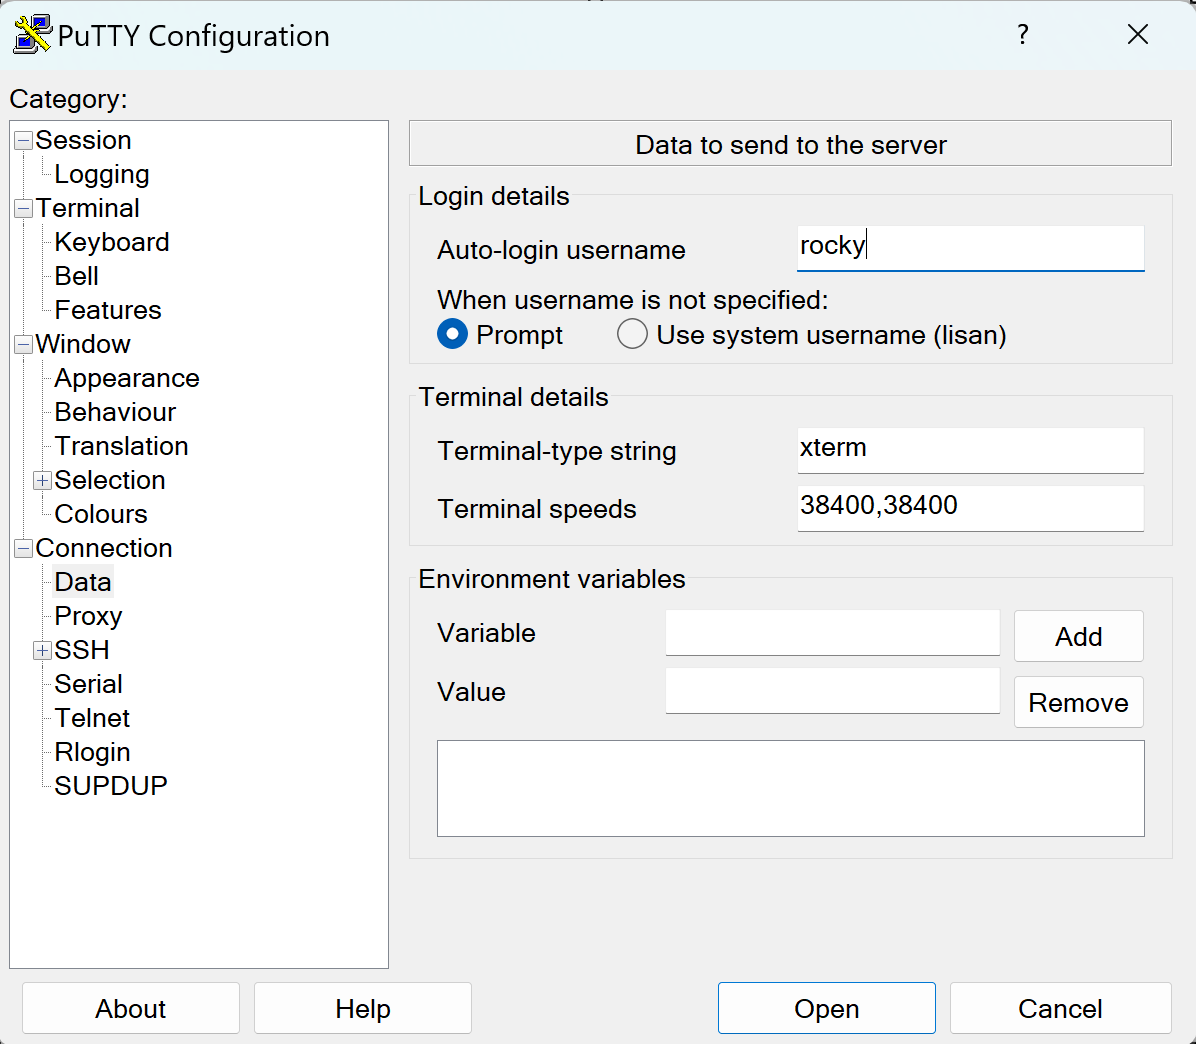 PuTTY Configuration
?
Category:
Session
Logging
Terminal
Keyboard
Bell
Features
Window
Appearance
Behaviour
Translation
Selection
Colours
Connection
Data
Proxy
SSH
Serial
Telnet
Rlogin
SUPDUP
Data to send to the server
Login details
Auto-login username rocky
When username is not specified:
Prompt Use system username (lisan)
Terminal details
Terminal-type string xterm
Terminal speeds 38400,38400
Environment variables
Variable Add
Value Remove
About Help Open Cancel